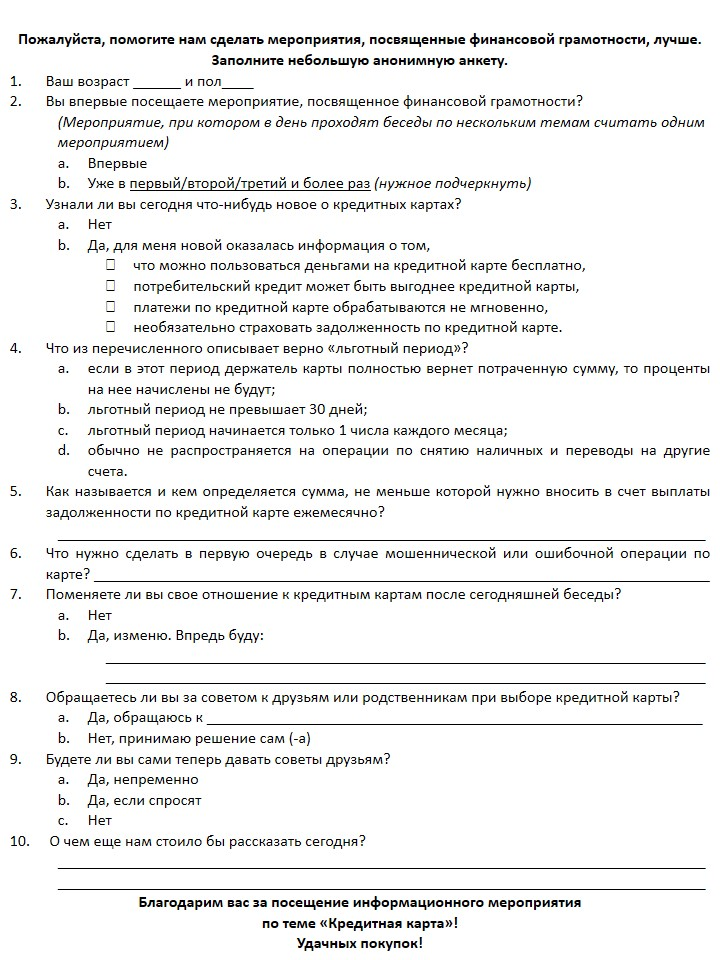 Пожалуйста, помогите нам сделать мероприятия, посвященные финансовой грамотности, лучше.
Заполните небольшую анонимную анкету.
1. Ваш возраст ______ и пол____
2. Вы впервые посещаете мероприятие, посвященное финансовой грамотности?
(Мероприятие, при котором в день проходят беседы по нескольким темам считать одним
мероприятием)
a. Впервые
b. Уже в первый/второй/третий и более раз (нужное подчеркнуть)
3. Узнали ли вы сегодня что-нибудь новое о кредитных картах?
a. Нет
b. Да, для меня новой оказалась информация о том,
что можно пользоваться деньгами на кредитной карте бесплатно,
потребительский кредит может быть выгоднее кредитной карты,
платежи по кредитной карте обрабатываются не мгновенно,
необязательно страховать задолженность по кредитной карте.
4. Что из перечисленного описывает верно «льготный период»?
a. если в этот период держатель карты полностью вернет потраченную сумму, то проценты
на нее начислены не будут;
b. льготный период не превышает 30 дней;
c. льготный период начинается только 1 числа каждого месяца;
d. обычно не распространяется на операции по снятию наличных и переводы на другие
счета.
5. Как называется и кем определяется сумма, не меньше которой нужно вносить в счет выплаты
задолженности по кредитной карте ежемесячно?
6. Что нужно сделать в первую очередь в случае мошеннической или ошибочной операции по
карте?
7. Поменяете ли вы свое отношение к кредитным картам после сегодняшней беседы?
a. Нет
b. Да, изменю. Впредь буду:
8. Обращаетесь ли вы за советом к друзьям или родственникам при выборе кредитной карты?
a. Да, обращаюсь к
b. Нет, принимаю решение сам (-а)
9. Будете ли вы сами теперь давать советы друзьям?
a. Да, непременно
b. Да, если спросят
c. Нет
10. О чем еще нам стоило бы рассказать сегодня?
Благодарим вас за посещение информационного мероприятия
по теме «Кредитная карта»!
Удачных покупок!